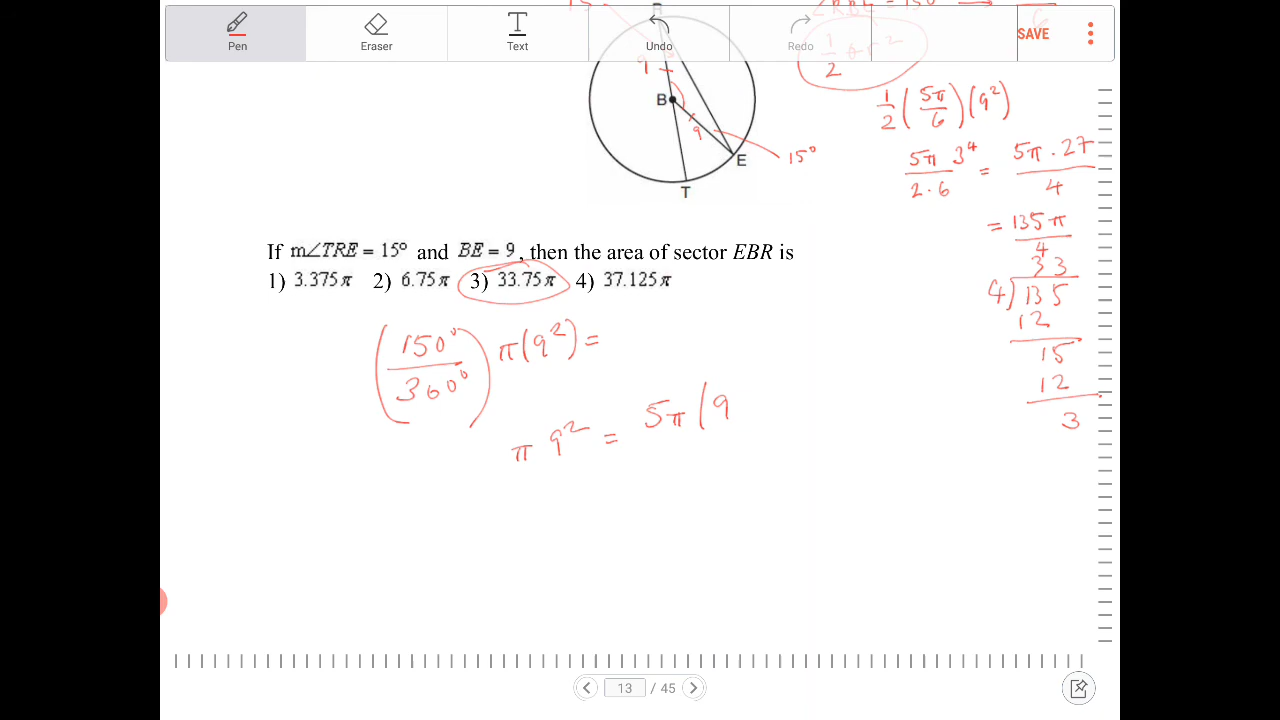 Pen
Eraser
Text
Undo
Redo
SAVE
9
B
9
E
15°
T
1/2 θr²
1/2 (5π/6)(9²)
5π 3⁴ / 2·6 = 5π·27 / 4
= 135π / 4
33
4)135
12
15
12
3
If m∠TRE = 15° and BE = 9, then the area of sector EBR is
1) 3.375π 2) 6.75π 3) 33.75π 4) 37.125π
(150°/360°) π(9²) =
π 9² = 5π (9
13 / 45